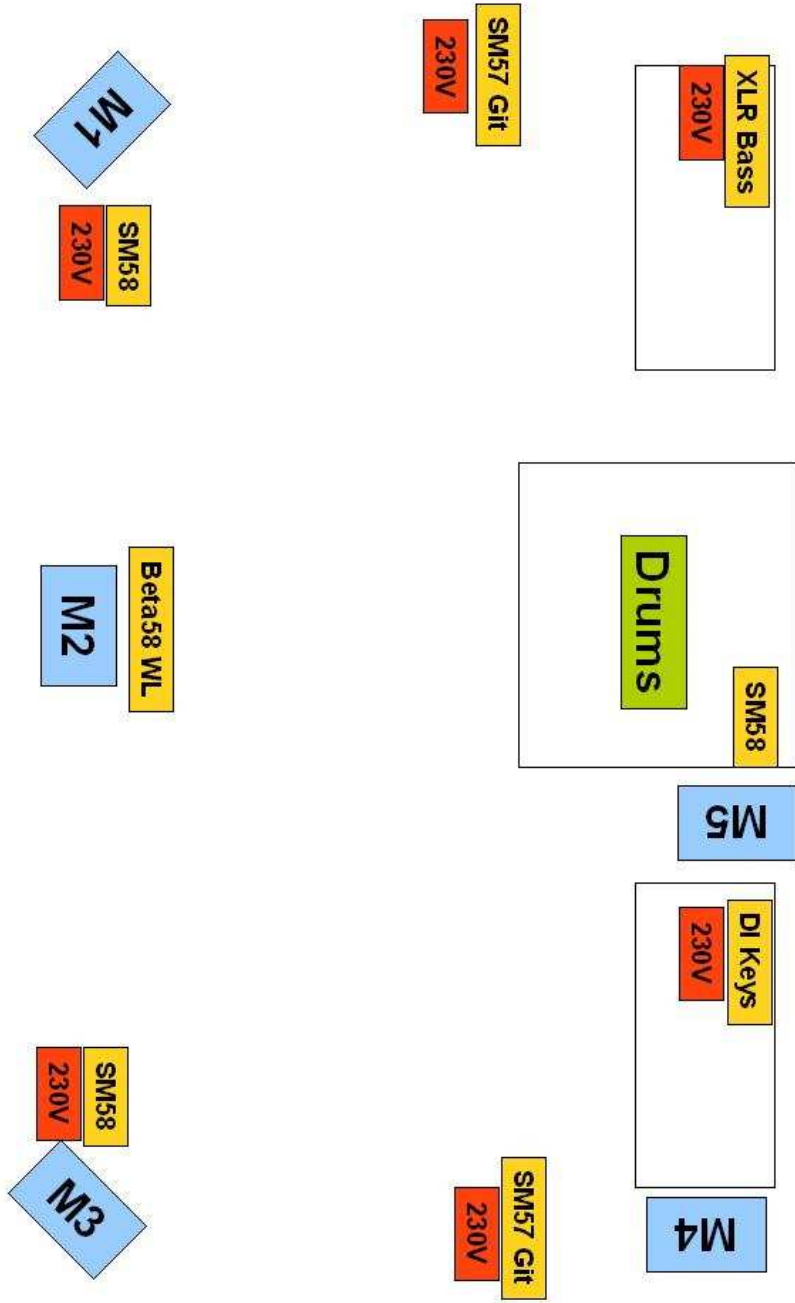 XLR Bass
230V
Drums
SM58
M5
DI Keys
230V
M4
SM57 Git
230V
SM57 Git
230V
M1
SM58
230V
Beta58 WL
M2
SM58
230V
M3